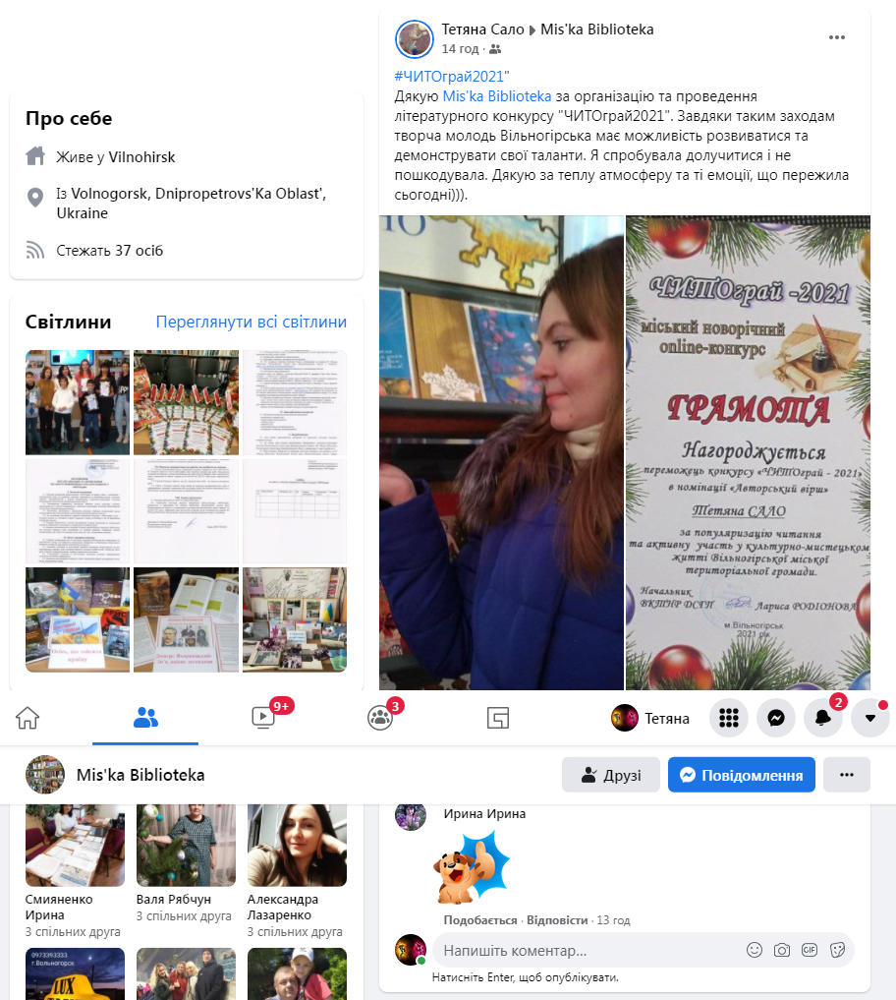 Тетяна Сало ▸ Mis'ka Biblioteka
14 год ·
#ЧИТОграй2021"
Дякую Mis'ka Biblioteka за організацію та проведення
літературного конкурсу "ЧИТОграй2021". Завдяки таким заходам
творча молодь Вільногірська має можливість розвиватися та
демонструвати свої таланти. Я спробувала долучитися і не
пошкодувала. Дякую за теплу атмосферу та ті емоції, що пережила
сьогодні))).
Про себе
Живе у Vilnohirsk
Із Volnogorsk, Dnipropetrovs'Ka Oblast',
Ukraine
Стежать 37 осіб
Світлини
Переглянути всі світлини
ЧИТОграй -2021
міський новорічний
online-конкурс
ГРАМОТА
Нагороджується
переможець конкурсу «ЧИТОграй - 2021»
в номінації «Авторський вірш»
Тетяна САЛО
за популяризацію читання
та активну участь у культурно-мистецьком
житті Вільногірської міської
територіальної громади.
Начальник
ВКТНР ДСТП
Лариса РОДІОНОВА
м.Вільногірськ
2021 рік
9+
3
Тетяна
2
Mis'ka Biblioteka
Друзі
Повідомлення
Смияненко
Ирина
3 спільних друга
Валя Рябчун
3 спільних друга
Александра
Лазаренко
3 спільних друга
0973393333
г.Вольногорск
LUX
Ирина Ирина
Подобається · Відповісти · 13 год
Напишіть коментар...
GIF
Натисніть Enter, щоб опублікувати.